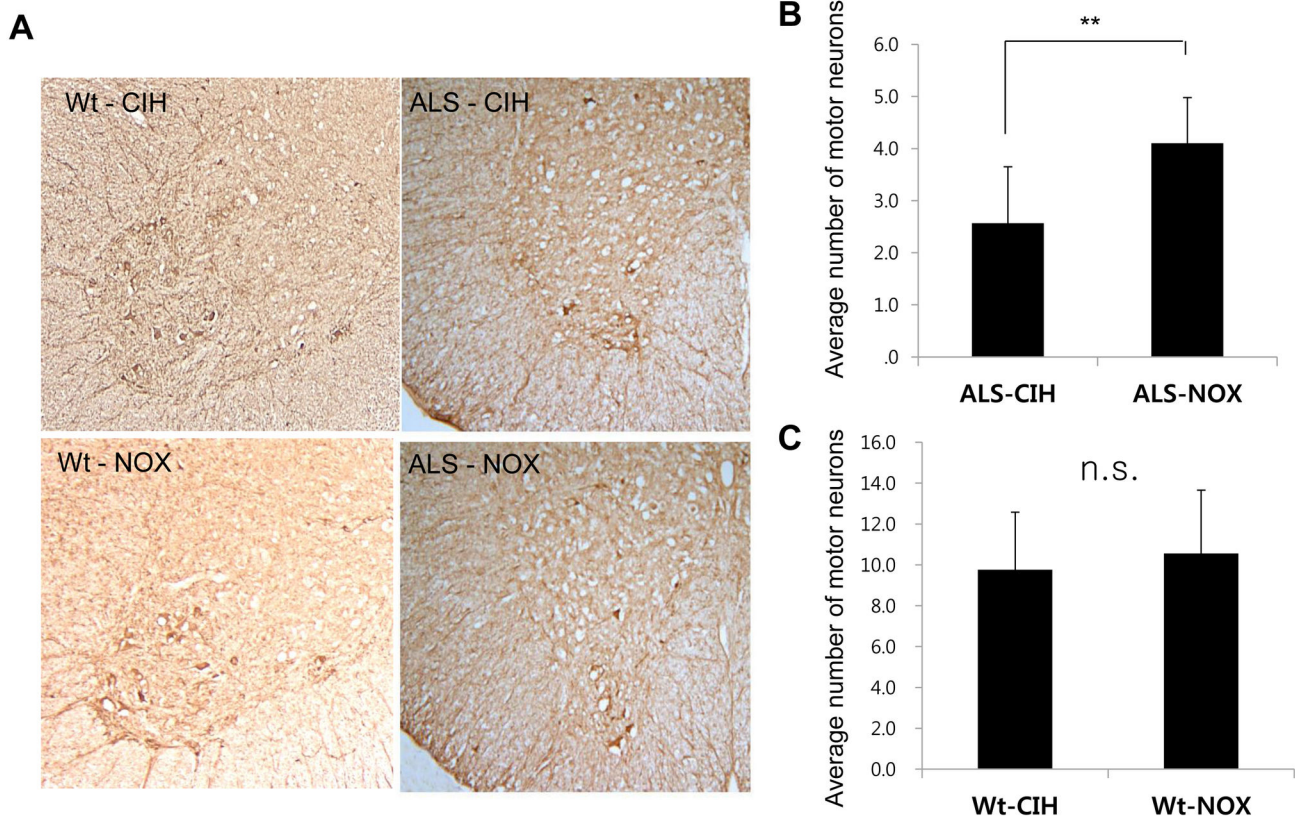 A
Wt - CIH
ALS - CIH
Wt - NOX
ALS - NOX
B
Average number of motor neurons
**
6.0
5.0
4.0
3.0
2.0
1.0
.0
ALS-CIH
ALS-NOX
C
Average number of motor neurons
n.s.
16.0
14.0
12.0
10.0
8.0
6.0
4.0
2.0
0.0
Wt-CIH
Wt-NOX